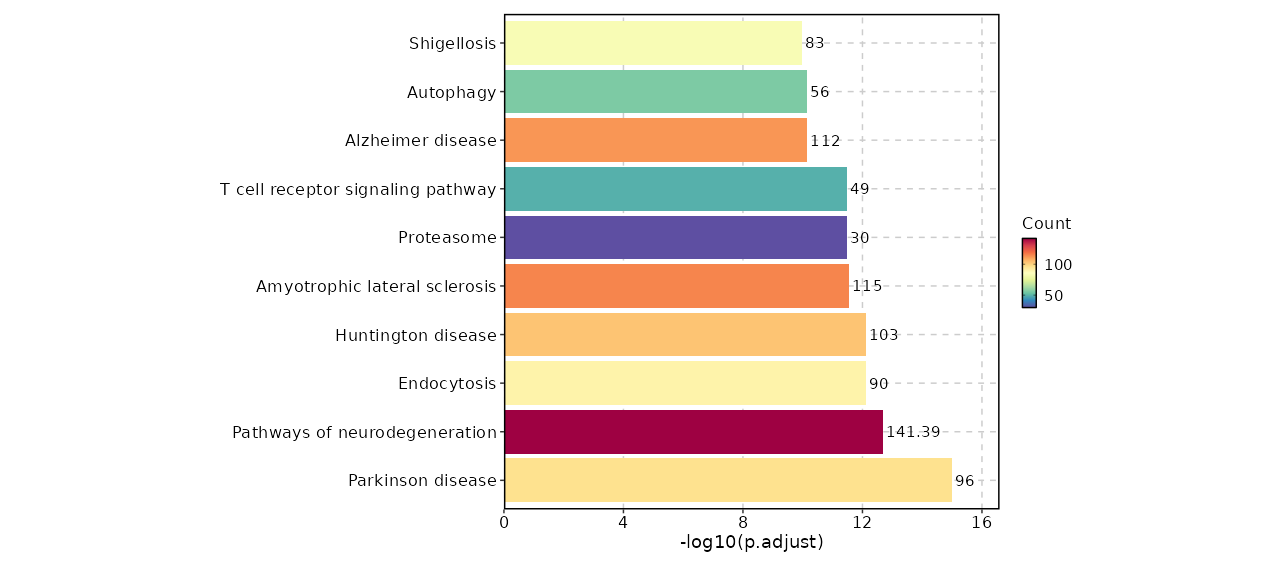 Shigellosis 83
Autophagy 56
Alzheimer disease 112
T cell receptor signaling pathway 49
Proteasome 30
Amyotrophic lateral sclerosis 115
Huntington disease 103
Endocytosis 90
Pathways of neurodegeneration 141.39
Parkinson disease 96
0 4 8 12 16
-log10(p.adjust)
Count
100
50